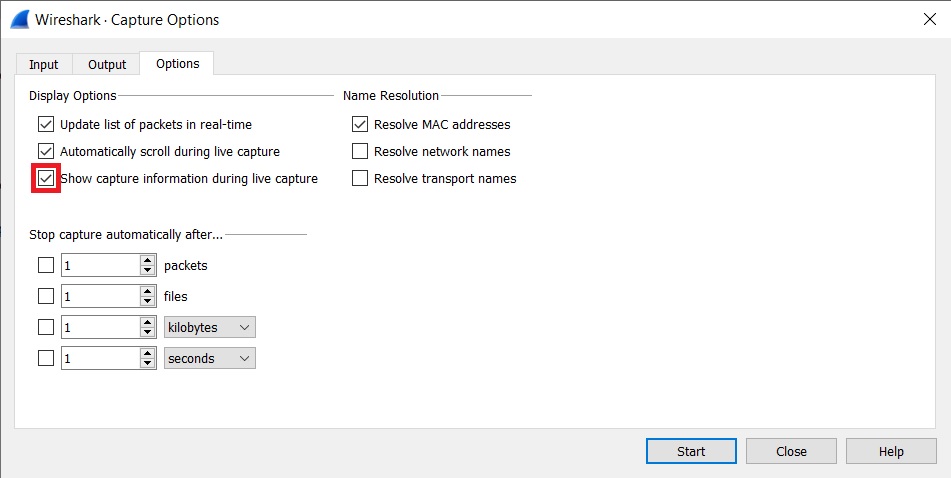 Wireshark · Capture Options
Input Output Options
Display Options
Update list of packets in real-time
Automatically scroll during live capture
Show capture information during live capture
Name Resolution
Resolve MAC addresses
Resolve network names
Resolve transport names
Stop capture automatically after...
1 packets
1 files
1 kilobytes
1 seconds
Start Close Help